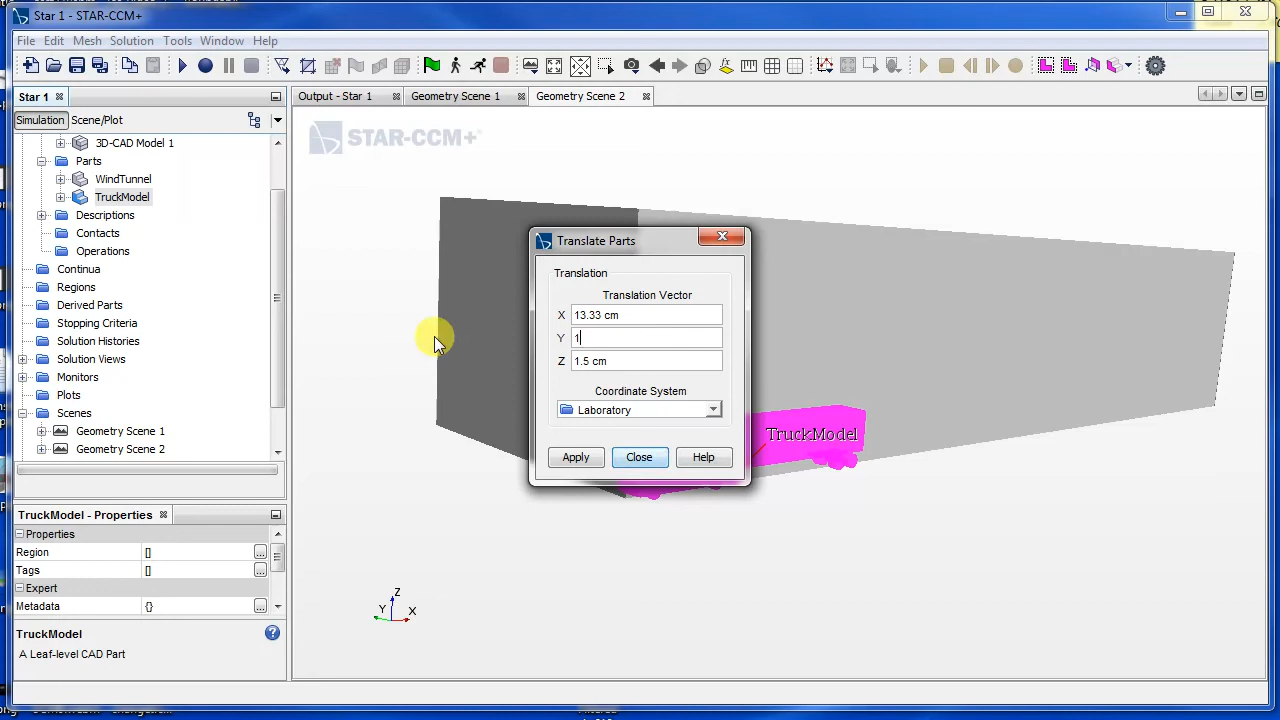 Star 1 - STAR-CCM+
File Edit Mesh Solution Tools Window Help
Star 1
Output - Star 1
Geometry Scene 1
Geometry Scene 2
Simulation Scene/Plot
3D-CAD Model 1
Parts
WindTunnel
TruckModel
Descriptions
Contacts
Operations
Continua
Regions
Derived Parts
Stopping Criteria
Solution Histories
Solution Views
Monitors
Plots
Scenes
Geometry Scene 1
Geometry Scene 2
STAR-CCM+
Translate Parts
Translation
Translation Vector
X 13.33 cm
Y 1
Z 1.5 cm
Coordinate System
Laboratory
Apply Close Help
TruckModel
TruckModel - Properties
Properties
Region []
Tags []
Expert
Metadata {}
TruckModel
A Leaf-level CAD Part
Z
Y
X